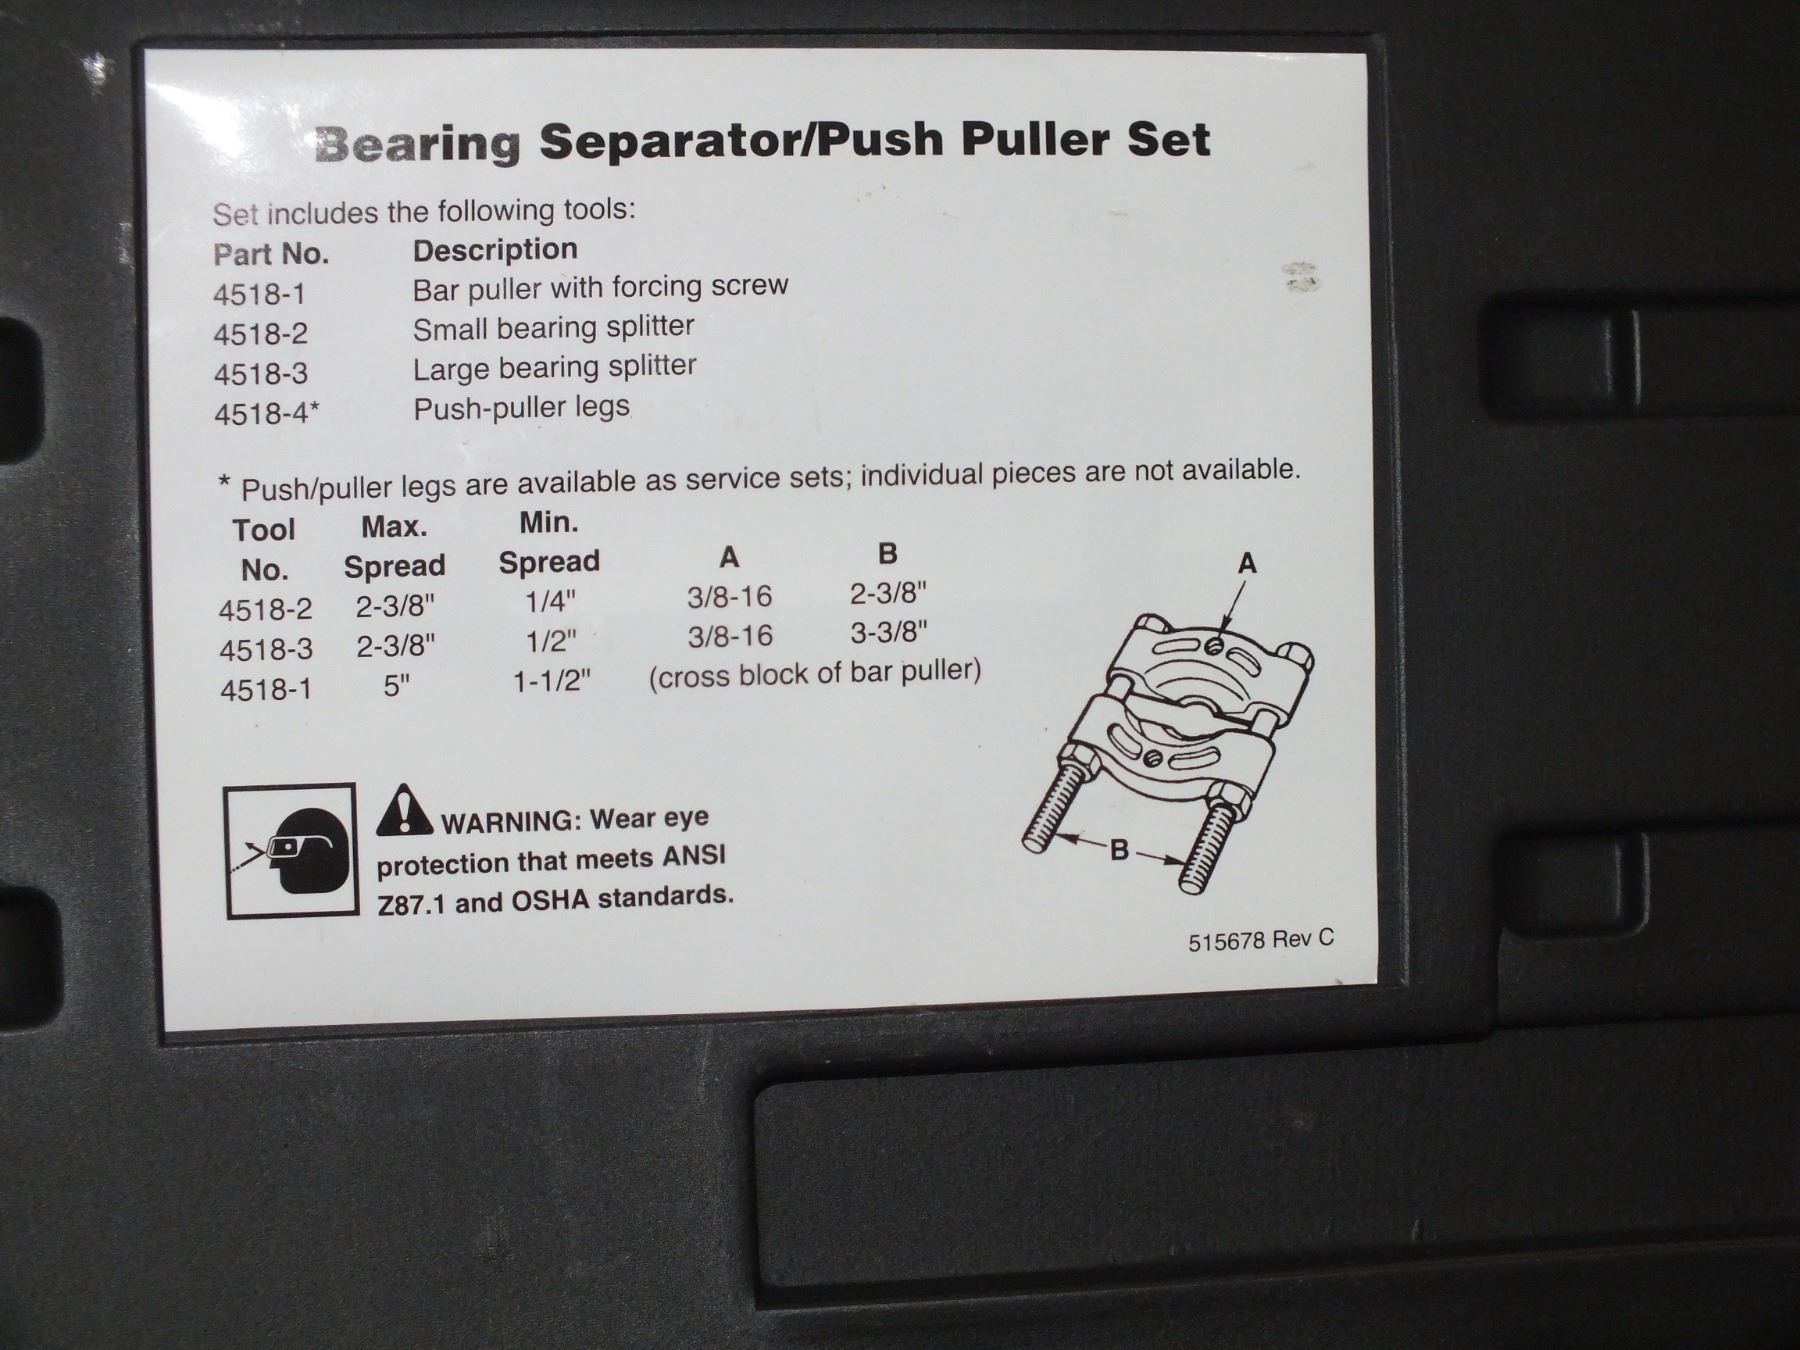 Bearing Separator/Push Puller Set
Set includes the following tools:
Part No. Description
4518-1 Bar puller with forcing screw
4518-2 Small bearing splitter
4518-3 Large bearing splitter
4518-4* Push-puller legs
* Push/puller legs are available as service sets; individual pieces are not available.
Tool Max. Min.
No. Spread Spread A B
4518-2 2-3/8" 1/4" 3/8-16 2-3/8"
4518-3 2-3/8" 1/2" 3/8-16 3-3/8"
4518-1 5" 1-1/2" (cross block of bar puller)
A
B
WARNING: Wear eye
protection that meets ANSI
Z87.1 and OSHA standards.
515678 Rev C